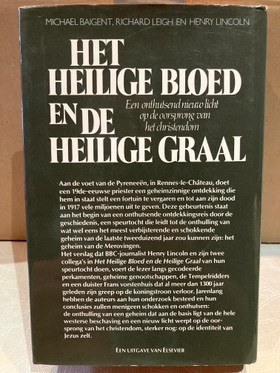 MICHAEL BAIGENT, RICHARD LEIGH EN HENRY LINCOLN
HET
HEILIGE BLOED
EN DE
Een onthutsend nieuw licht
op de oorsprong van
het christendom
HEILIGE GRAAL
Aan de voet van de Pyreneeën, in Rennes-le-Château, doet
een 19de-eeuwse priester een geheimzinnige ontdekking die
hem in staat stelt een fortuin te vergaren en tot aan zijn dood
in 1917 vele miljoenen uit te geven. Deze gebeurtenis staat
aan het begin van een onthutsend ontdekkingsreis door de
geschiedenis, een speurtocht die leidt tot de onthulling van
wat wel eens het meest verbijsterende en schokkende
geheim van de laatste tweeduizend jaar zou kunnen zijn: het
geheim van de Merovingen.
Het verslag dat BBC-journalist Henry Lincoln en zijn twee
collega's in Het Heilige Bloed en de Heilige Graal van hun
speurtocht doen, voert de lezer langs gecodeerde
perkamenten, geheime genootschappen, de Tempelridders
en een duister Frans vorstenhuis dat al meer dan 1300 jaar
geleden zijn greep op de koningstroon verloor. Jarenlang
hebben de auteurs aan hun onderzoek besteed en hun
conclusies zullen menigeen schokken en onthutsen:
de onthulling van een geheim dat aan de basis ligt van de hele
westerse beschaving en een nieuw licht werpt op de oor-
sprong van het christendom, sterker nog: op de identiteit van
Jezus zelf.
EEN UITGAVE VAN ELSEVIER